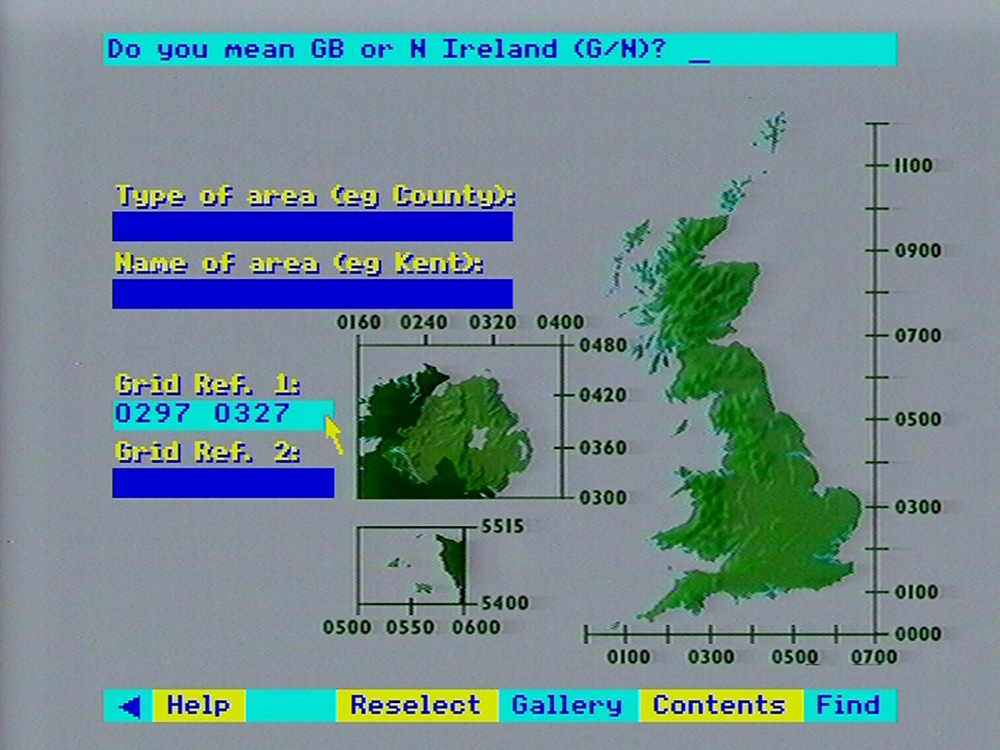 Do you mean GB or N Ireland (G/N)? _
Type of area (eg County):
Name of area (eg Kent):
0160 0240 0320 0400
0480
0420
0360
0300
Grid Ref. 1:
0297 0327
Grid Ref. 2:
5515
5400
0500 0550 0600
1100
0900
0700
0500
0300
0100
0000
0100 0300 0500 0700
Help Reselect Gallery Contents Find